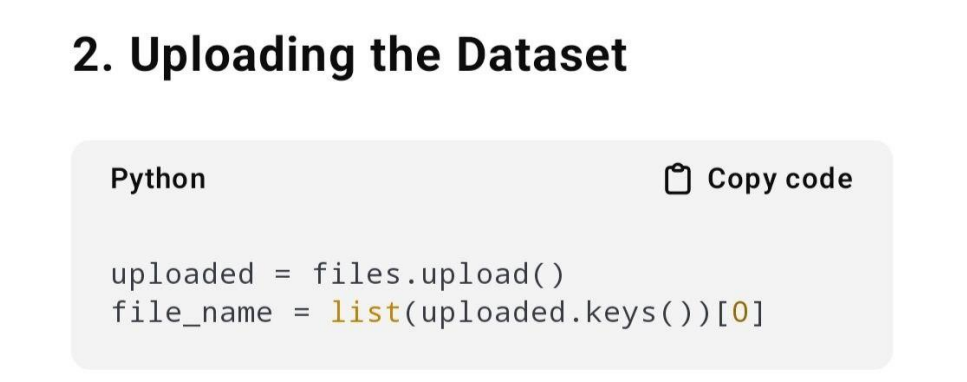 2. Uploading the Dataset
Python
Copy code
uploaded = files.upload()
file_name = list(uploaded.keys())[0]